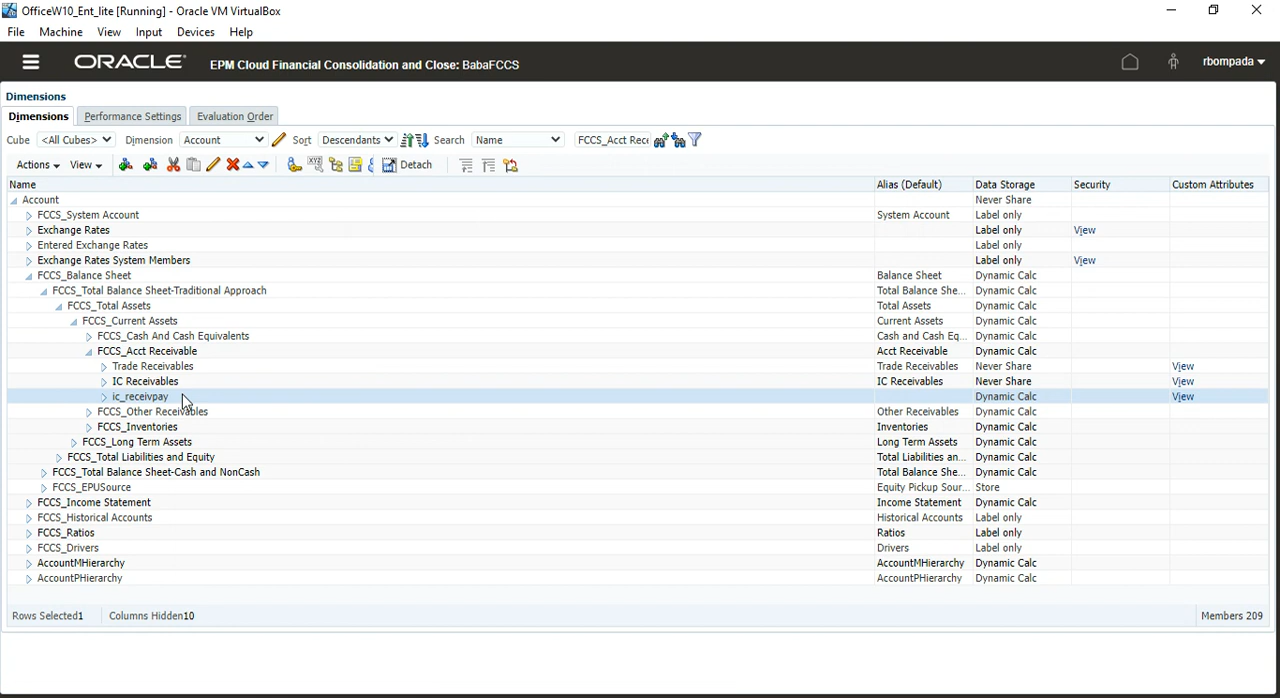 OfficeW10_Ent_lite [Running] - Oracle VM VirtualBox
File Machine View Input Devices Help
ORACLE® EPM Cloud Financial Consolidation and Close: BabaFCCS rbompada
Dimensions
Dimensions Performance Settings Evaluation Order
Cube <All Cubes> Dimension Account Sort Descendants Search Name FCCS_Acct Rece
Actions View XYZ Detach
Name Alias (Default) Data Storage Security Custom Attributes
Account Never Share
FCCS_System Account System Account Label only
Exchange Rates Label only View
Entered Exchange Rates Label only
Exchange Rates System Members Label only View
FCCS_Balance Sheet Balance Sheet Dynamic Calc
FCCS_Total Balance Sheet-Traditional Approach Total Balance She... Dynamic Calc
FCCS_Total Assets Total Assets Dynamic Calc
FCCS_Current Assets Current Assets Dynamic Calc
FCCS_Cash And Cash Equivalents Cash and Cash Eq... Dynamic Calc
FCCS_Acct Receivable Acct Receivable Dynamic Calc
Trade Receivables Trade Receivables Never Share View
IC Receivables IC Receivables Never Share View
ic_receivpay Dynamic Calc View
FCCS_Other Receivables Other Receivables Dynamic Calc
FCCS_Inventories Inventories Dynamic Calc
FCCS_Long Term Assets Long Term Assets Dynamic Calc
FCCS_Total Liabilities and Equity Total Liabilities an... Dynamic Calc
FCCS_Total Balance Sheet-Cash and NonCash Total Balance She... Dynamic Calc
FCCS_EPUSource Equity Pickup Sour... Store
FCCS_Income Statement Income Statement Dynamic Calc
FCCS_Historical Accounts Historical Accounts Label only
FCCS_Ratios Ratios Label only
FCCS_Drivers Drivers Label only
AccountMHierarchy AccountMHierarchy Dynamic Calc
AccountPHierarchy AccountPHierarchy Dynamic Calc
Rows Selected1 Columns Hidden10 Members 209